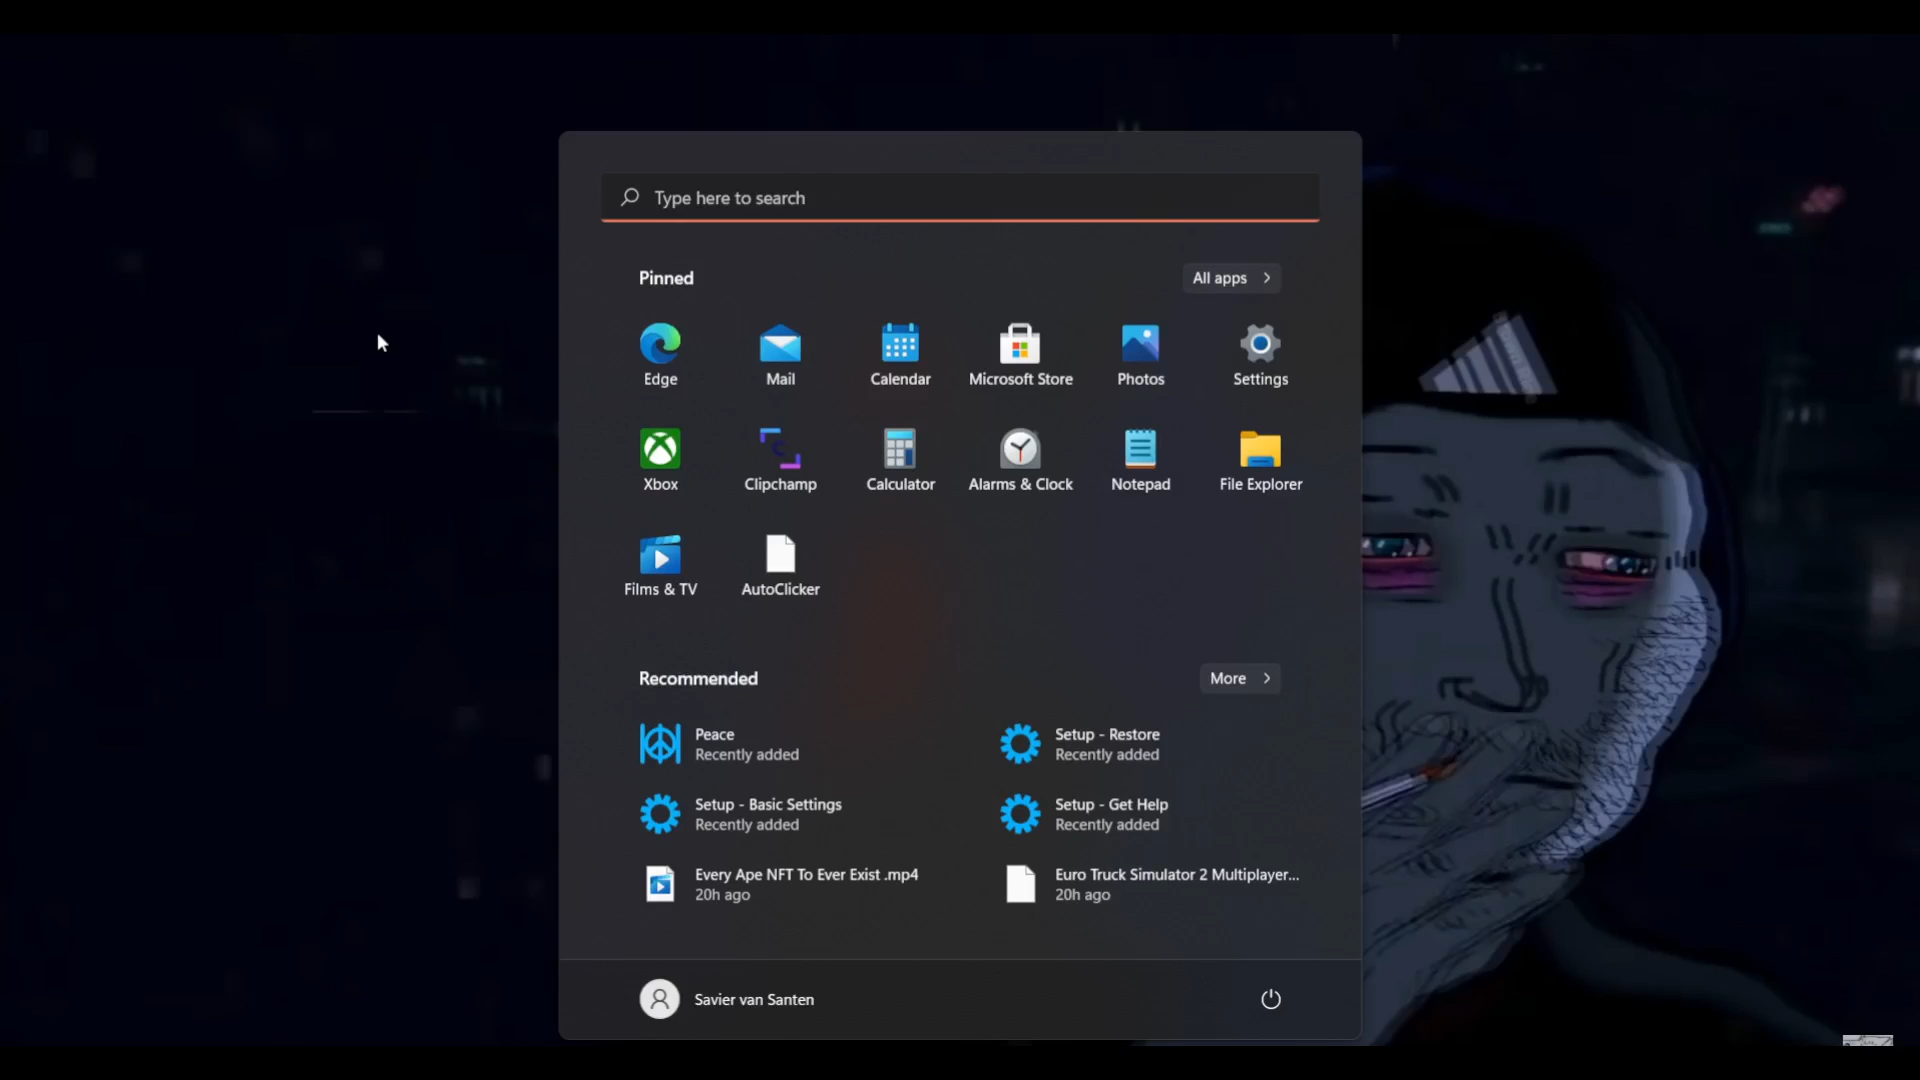 Type here to search
Pinned
All apps
Edge
Mail
Calendar
Microsoft Store
Photos
Settings
Xbox
Clipchamp
Calculator
Alarms & Clock
Notepad
File Explorer
Films & TV
AutoClicker
Recommended
More
Peace
Recently added
Setup - Restore
Recently added
Setup - Basic Settings
Recently added
Setup - Get Help
Recently added
Every Ape NFT To Ever Exist .mp4
20h ago
Euro Truck Simulator 2 Multiplayer...
20h ago
Savier van Santen